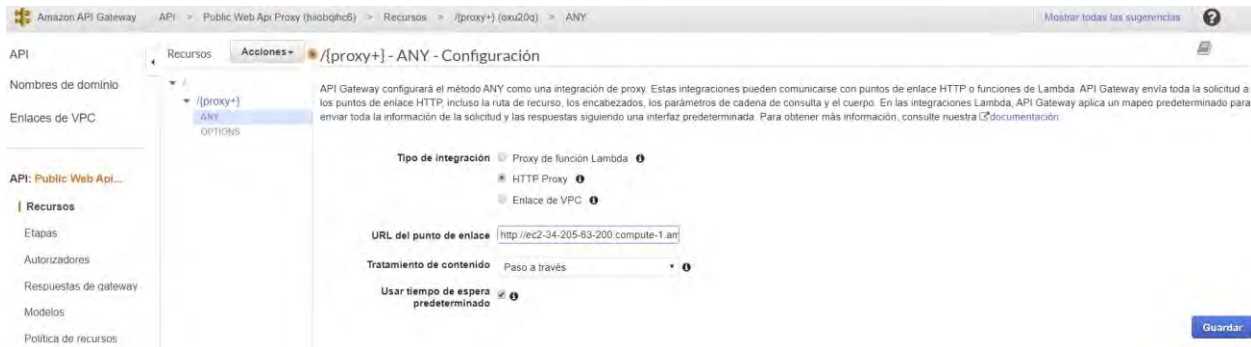 Amazon API Gateway API > Public Web Api Proxy (hiobqhc6) > Recursos > /{proxy+} (oxu20q) > ANY Mostrar todas las sugerencias ?
API
Nombres de dominio
Enlaces de VPC
API: Public Web Api...
Recursos
Etapas
Autorizadores
Respuestas de gateway
Modelos
Política de recursos
Recursos Acciones
/
/{proxy+}
ANY
OPTIONS
/{proxy+} - ANY - Configuración
API Gateway configurará el método ANY como una integración de proxy. Estas integraciones pueden comunicarse con puntos de enlace HTTP o funciones de Lambda. API Gateway envía toda la solicitud a
los puntos de enlace HTTP, incluso la ruta de recurso, los encabezados, los parámetros de cadena de consulta y el cuerpo. En las integraciones Lambda, API Gateway aplica un mapeo predeterminado para
enviar toda la información de la solicitud y las respuestas siguiendo una interfaz predeterminada. Para obtener más información, consulte nuestra documentación.
Tipo de integración Proxy de función Lambda
HTTP Proxy
Enlace de VPC
URL del punto de enlace http://ec2-34-205-63-200.compute-1.am
Tratamiento de contenido Paso a través
Usar tiempo de espera
predeterminado
Guardar